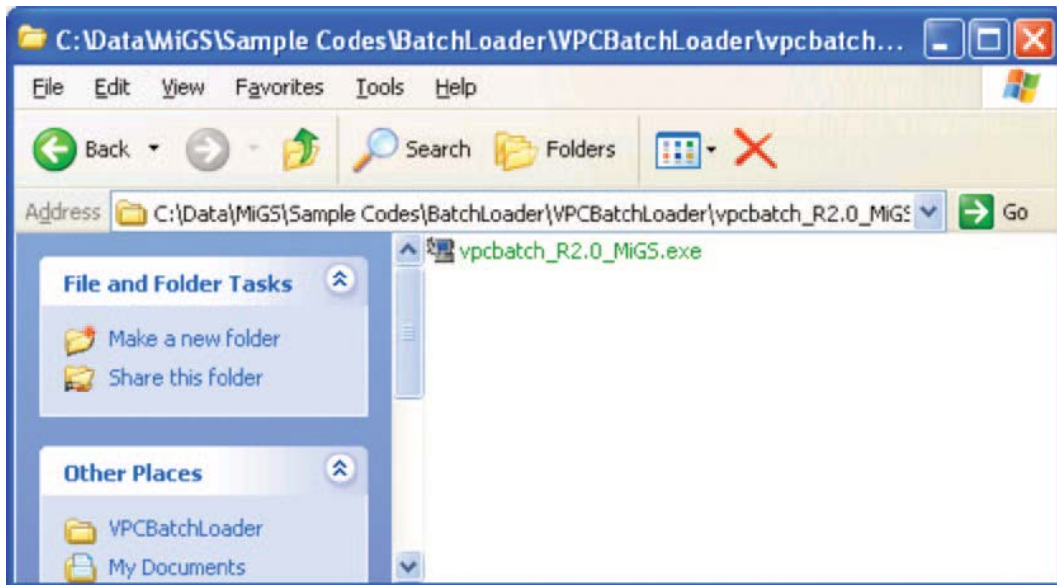 C:\Data\MiGS\Sample Codes\BatchLoader\VPCBatchLoader\vpcbatch...
File Edit View Favorites Tools Help
Back Search Folders
Address C:\Data\MiGS\Sample Codes\BatchLoader\VPCBatchLoader\vpcbatch_R2.0_MiGS Go
File and Folder Tasks
Make a new folder
Share this folder
Other Places
VPCBatchLoader
My Documents
vpcbatch_R2.0_MiGS.exe